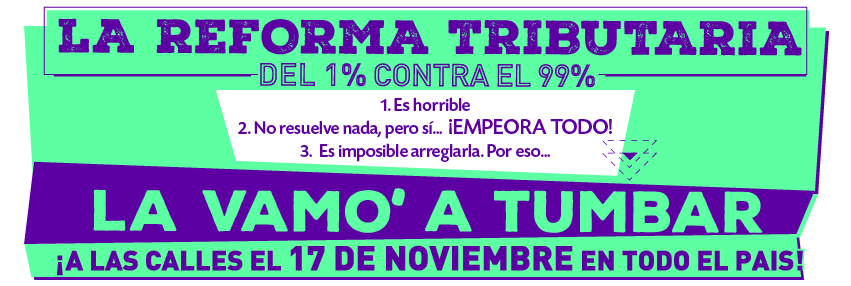 LA REFORMA TRIBUTARIA
DEL 1% CONTRA EL 99%
1. Es horrible
2. No resuelve nada, pero sí... ¡EMPEORA TODO!
3. Es imposible arreglarla. Por eso...
LA VAMO' A TUMBAR
¡A LAS CALLES EL 17 DE NOVIEMBRE EN TODO EL PAIS!